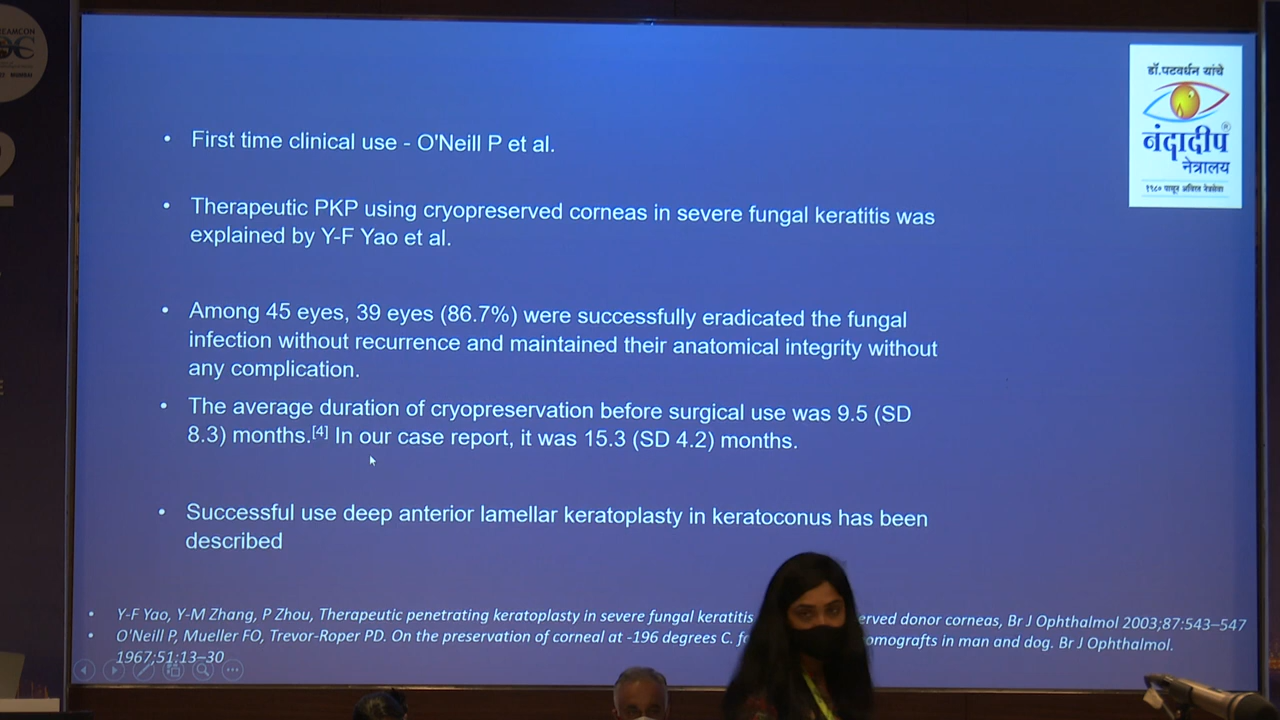 डॉ.पटवर्धन यांचे
नंदादीप®
नेत्रालय
१९८० पासून अविरत नेत्रसेवा
• First time clinical use - O'Neill P et al.
• Therapeutic PKP using cryopreserved corneas in severe fungal keratitis was
explained by Y-F Yao et al.
• Among 45 eyes, 39 eyes (86.7%) were successfully eradicated the fungal
infection without recurrence and maintained their anatomical integrity without
any complication.
• The average duration of cryopreservation before surgical use was 9.5 (SD
8.3) months.[4] In our case report, it was 15.3 (SD 4.2) months.
• Successful use deep anterior lamellar keratoplasty in keratoconus has been
described
• Y-F Yao, Y-M Zhang, P Zhou, Therapeutic penetrating keratoplasty in severe fungal keratitis erved donor corneas, Br J Ophthalmol 2003;87:543–547
• O'Neill P, Mueller FO, Trevor-Roper PD. On the preservation of corneal at -196 degrees C. omografts in man and dog. Br J Ophthalmol.
1967;51:13–30